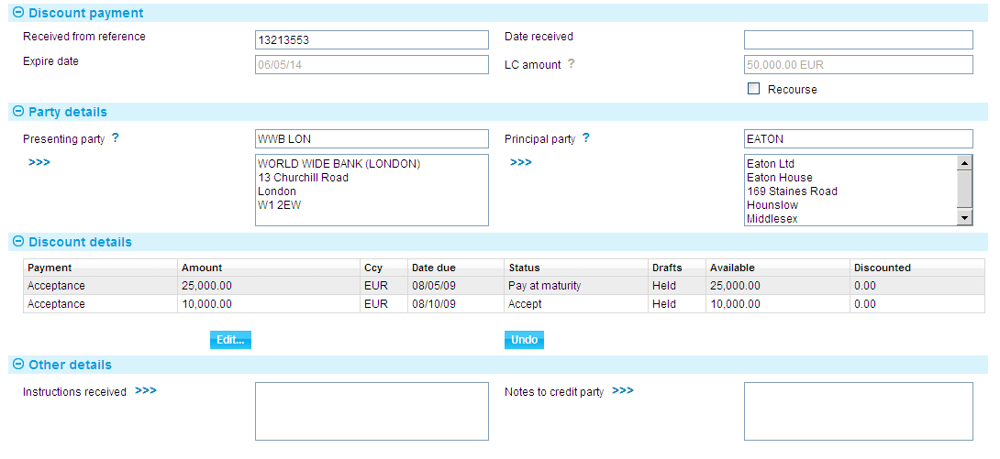 Discount payment
Received from reference 13213553 Date received
Expire date 06/05/14 LC amount ? 50,000.00 EUR
Recourse
Party details
Presenting party ? WWB LON Principal party ? EATON
>>> WORLD WIDE BANK (LONDON) >>> Eaton Ltd
13 Churchill Road Eaton House
London 169 Staines Road
W1 2EW Hounslow
Middlesex
Discount details
Payment Amount Ccy Date due Status Drafts Available Discounted
Acceptance 25,000.00 EUR 08/05/09 Pay at maturity Held 25,000.00 0.00
Acceptance 10,000.00 EUR 08/10/09 Accept Held 10,000.00 0.00
Edit... Undo
Other details
Instructions received >>> Notes to credit party >>>